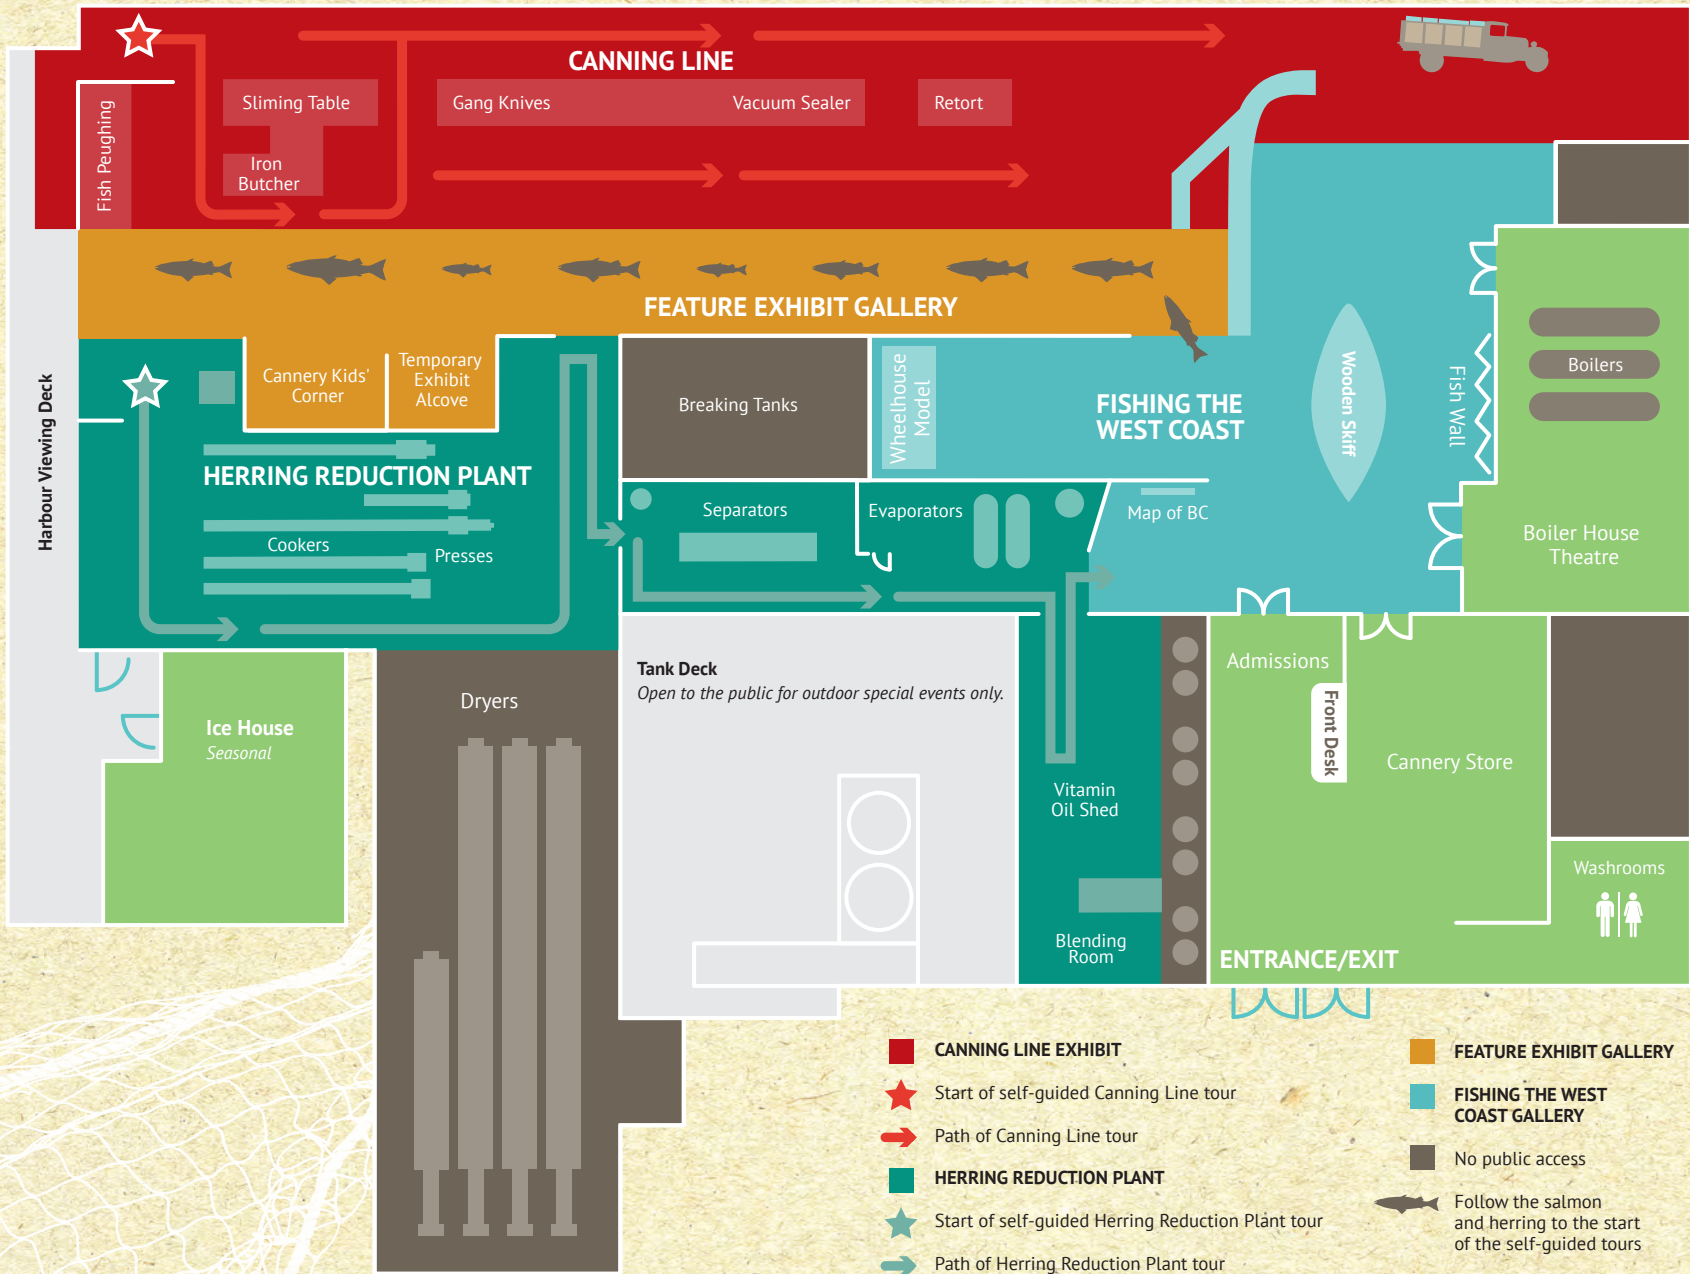 CANNING LINE
Sliming Table
Gang Knives
Vacuum Sealer
Retort
Fish Peughing
Iron
Butcher
FEATURE EXHIBIT GALLERY
Harbour Viewing Deck
Cannery Kids'
Corner
Temporary
Exhibit
Alcove
Breaking Tanks
Wheelhouse
Model
FISHING THE
WEST COAST
Wooden Skiff
Fish Wall
Boilers
HERRING REDUCTION PLANT
Cookers
Presses
Separators
Evaporators
Map of BC
Boiler House
Theatre
Ice House
Seasonal
Dryers
Tank Deck
Open to the public for outdoor special events only.
Admissions
Front Desk
Cannery Store
Vitamin
Oil Shed
Blending
Room
Washrooms
ENTRANCE/EXIT
CANNING LINE EXHIBIT
Start of self-guided Canning Line tour
Path of Canning Line tour
HERRING REDUCTION PLANT
Start of self-guided Herring Reduction Plant tour
Path of Herring Reduction Plant tour
FEATURE EXHIBIT GALLERY
FISHING THE WEST
COAST GALLERY
No public access
Follow the salmon
and herring to the start
of the self-guided tours